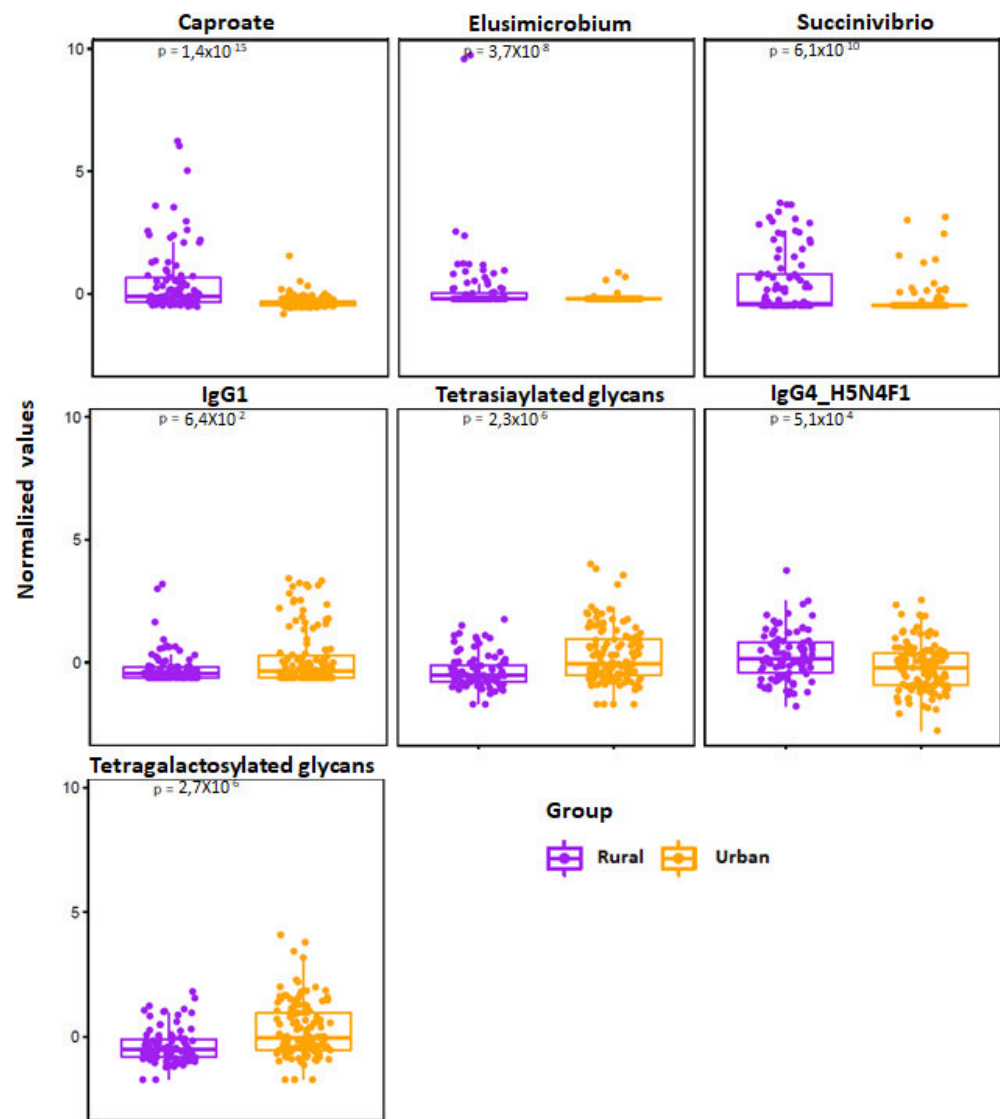 Caproate Elusimicrobium Succinivibrio
p = 1,4x10 15 p = 3,7X10 8 p = 6,1x10 10
10
5
0
IgG1 Tetrasiaylated glycans IgG4_H5N4F1
p = 6,4X10 -2 p = 2,3x10 -6 p = 5,1x10 -4
10
5
0
Normalized values
Tetragalactosylated glycans
p = 2,7X10 -6
10
5
0
Group
Rural Urban